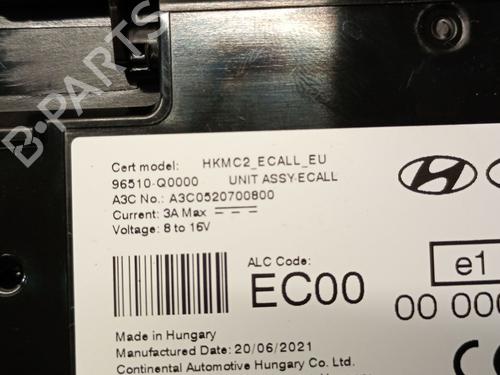 B-PARTS
Cert model: HKMC2_ECALL_EU
96510-Q0000 UNIT ASSY-ECALL
A3C No.: A3C0520700800
Current: 3A Max
Voltage: 8 to 16V
ALC Code:
EC00
e1
00 000
Made in Hungary
Manufactured Date: 20/06/2021
Continental Automotive Hungary Co. Ltd.